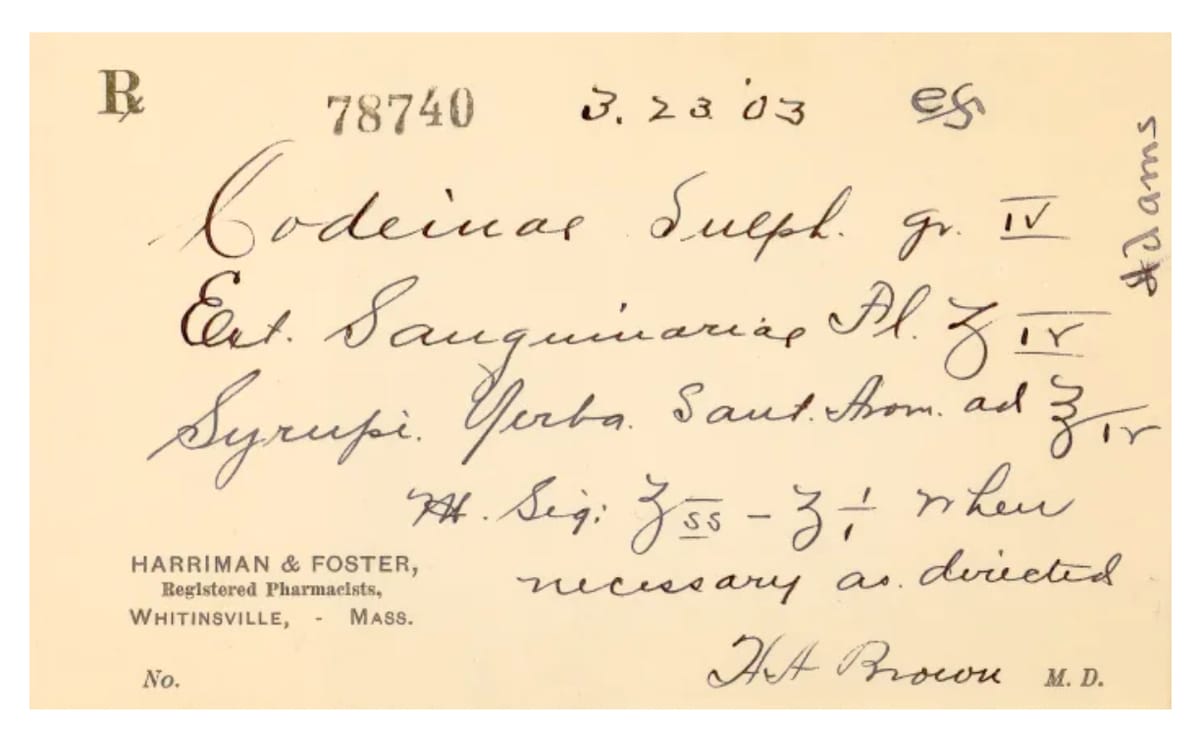 ℞ 78740 3. 23 '03
Adams
Codeinae Sulph. gr. IV
Ext. Sanguinariae Fl. ʒ IV
Syrupi. Yerba. Sant. Arom. ad ℥ IV
M. Sig: ʒ ss – ʒ i when
necessary as directed
HARRIMAN & FOSTER,
Registered Pharmacists,
WHITINSVILLE, - MASS.
No.
H A Brown M. D.